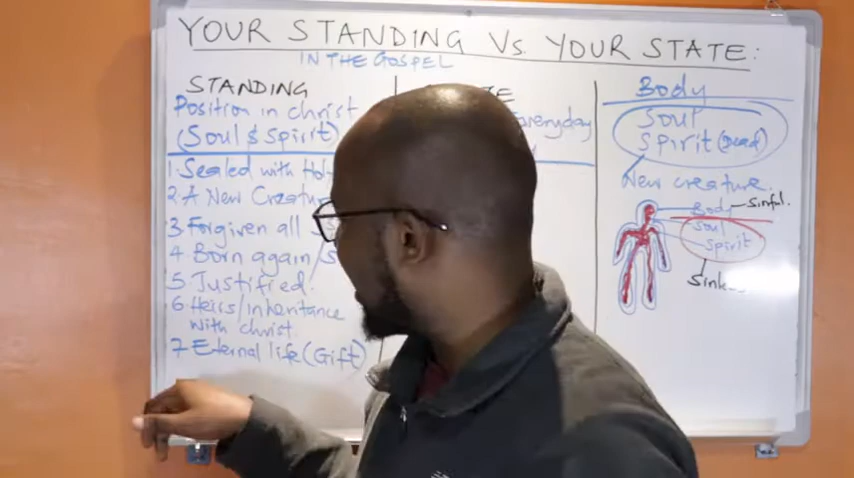 YOUR STANDING Vs. YOUR STATE:
IN THE GOSPEL
STANDING
Position in christ
(Soul & Spirit)
1. Sealed with
2. A New
3 Forgiven all
4 Born again
5 Justified.
6 Heirs/inheritance
with christ.
7 Eternal life (Gift)
Everyday
Body
Soul
Spirit (Dead)
New creature.
Body - Sinful.
Soul
Spirit